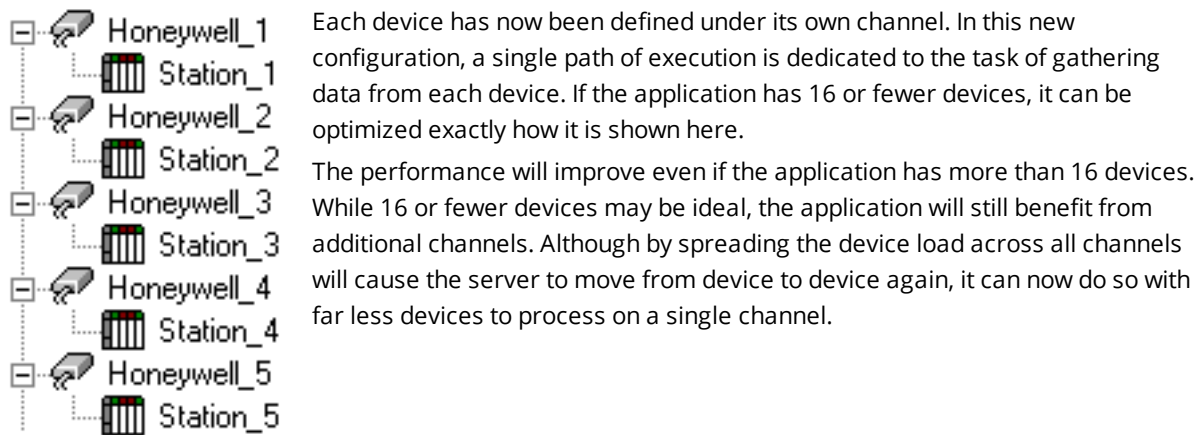 Honeywell_1
Station_1
Honeywell_2
Station_2
Honeywell_3
Station_3
Honeywell_4
Station_4
Honeywell_5
Station_5
Each device has now been defined under its own channel. In this new
configuration, a single path of execution is dedicated to the task of gathering
data from each device. If the application has 16 or fewer devices, it can be
optimized exactly how it is shown here.
The performance will improve even if the application has more than 16 devices.
While 16 or fewer devices may be ideal, the application will still benefit from
additional channels. Although by spreading the device load across all channels
will cause the server to move from device to device again, it can now do so with
far less devices to process on a single channel.